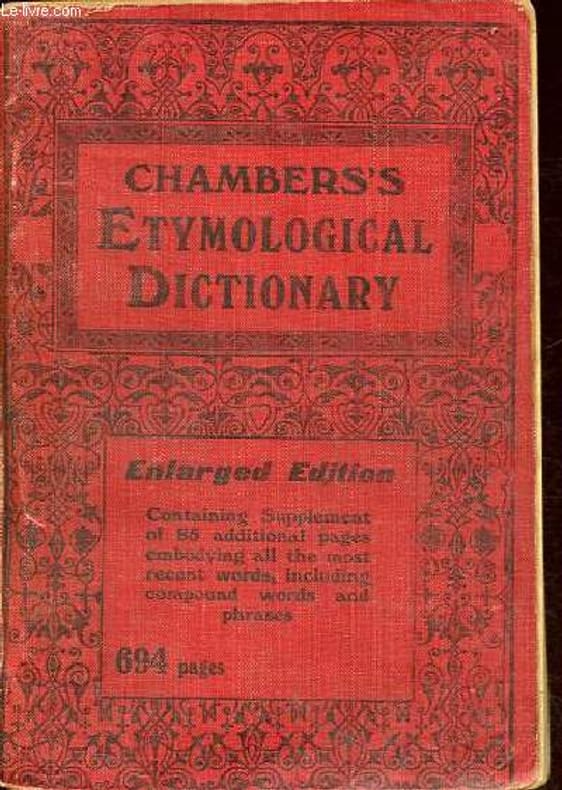 Le-livre.com
CHAMBERS'S
ETYMOLOGICAL
DICTIONARY
Enlarged Edition
Containing Supplement
of 86 additional pages
embodying all the most
recent words, including
compound words and
phrases
694 pages